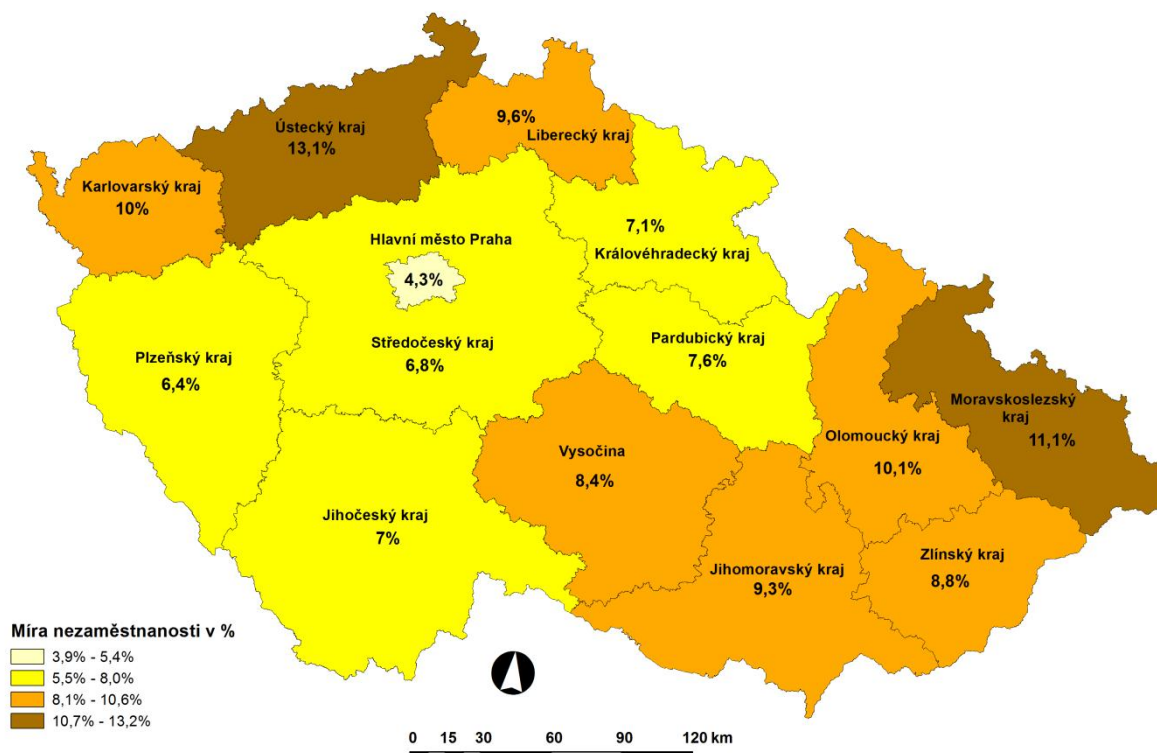 Ústecký kraj
13,1%
9,6%
Liberecký kraj
Karlovarský kraj
10%
7,1%
Královéhradecký kraj
Hlavní město Praha
4,3%
Plzeňský kraj
6,4%
Středočeský kraj
6,8%
Pardubický kraj
7,6%
Moravskoslezský
kraj
11,1%
Olomoucký kraj
10,1%
Vysočina
8,4%
Jihočeský kraj
7%
Jihomoravský kraj
9,3%
Zlínský kraj
8,8%
Míra nezaměstnanosti v %
3,9% - 5,4%
5,5% - 8,0%
8,1% - 10,6%
10,7% - 13,2%
0 15 30 60 90 120 km